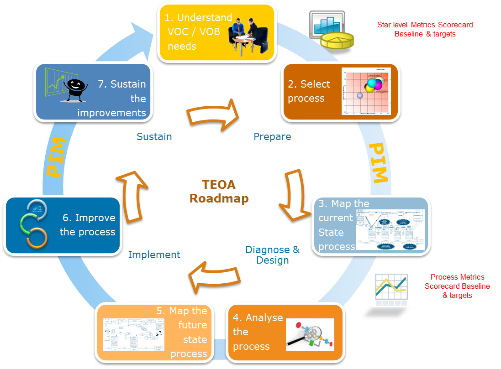 1. Understand
VOC / VOB
needs
Star level Metrics-Scorecard
Baseline & targets
2. Select
process
7. Sustain
the
improvements
Sustain
Prepare
PIM
PIM
TEOA
Roadmap
3. Map the
current
State
process
6. Improve
the process
Implement
Diagnose &
Design
Process Metrics
Scorecard Baseline
& targets
5. Map the
future
state
process
4. Analyse
the
process